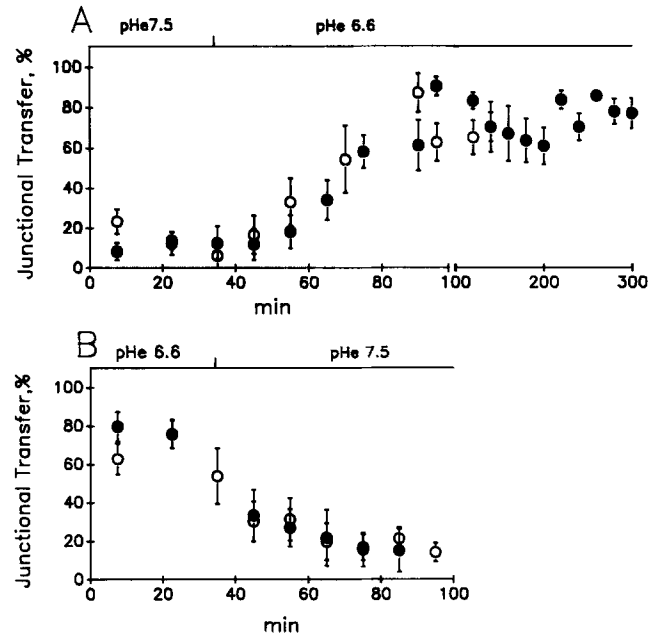 A
pHe7.5 pHe 6.6
Junctional Transfer, %
100
80
60
40
20
0
0 20 40 60 80 100 200 300
min
B
pHe 6.6 pHe 7.5
Junctional Transfer,%
100
80
60
40
20
0
0 20 40 60 80 100
min